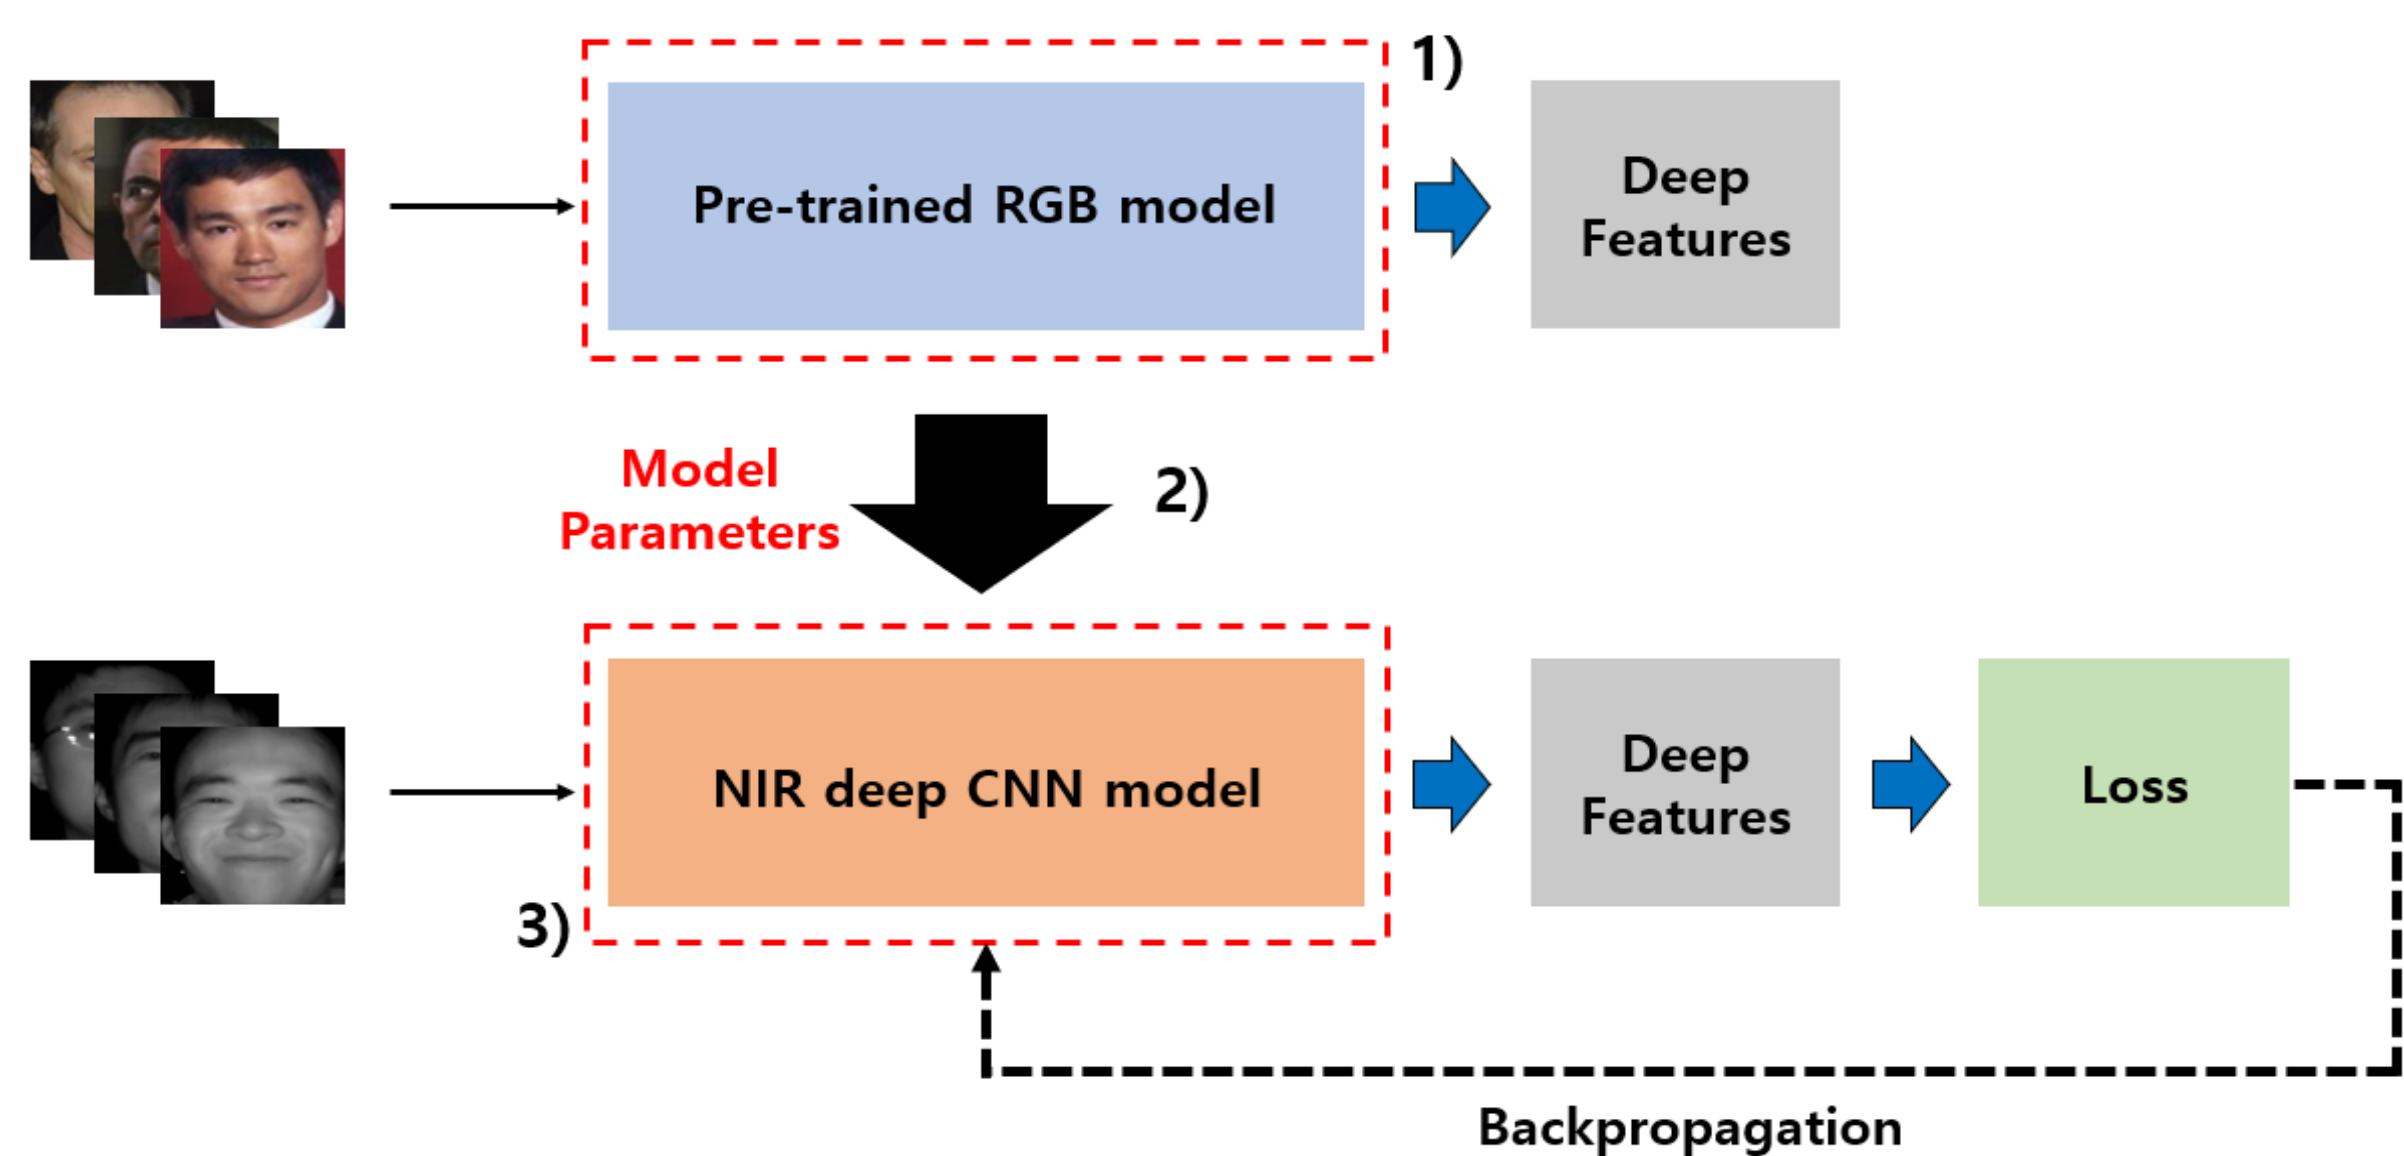 1)
Pre-trained RGB model
Deep
Features
Model
Parameters
2)
NIR deep CNN model
Deep
Features
Loss
3)
Backpropagation